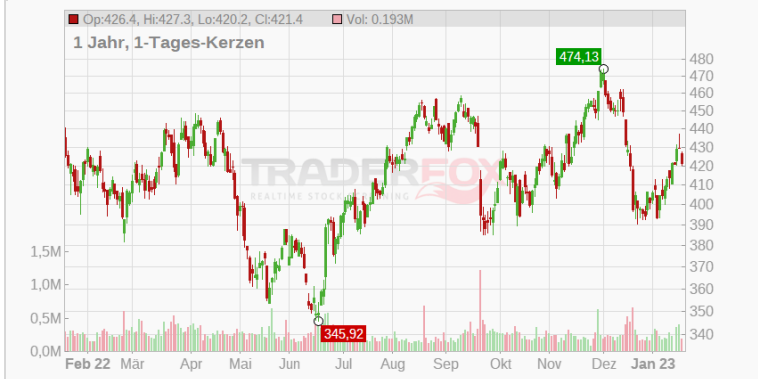 Op:426.4, Hi:427.3, Lo:420.2, Cl:421.4 Vol: 0.193M
1 Jahr, 1-Tages-Kerzen
474,13
480
470
460
450
440
430
420
410
400
390
380
370
360
350
340
TRADERFOX
REALTIME STOCK
1,5M
1,0M
0,5M
0,0M
345,92
Feb 22 Mär Apr Mai Jun Jul Aug Sep Okt Nov Dez Jan 23